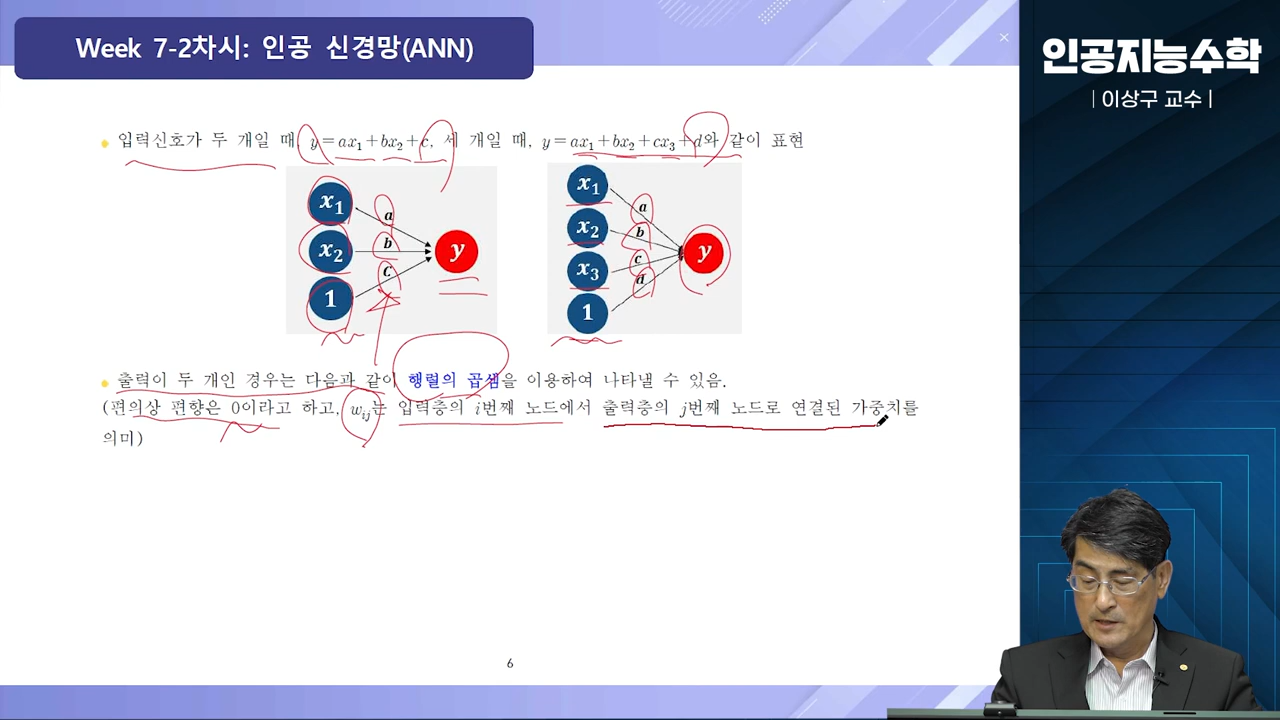 Week 7-2차시: 인공 신경망(ANN)
인공지능수학
| 이상구 교수 |
입력신호가 두 개일 때, y=ax₁+bx₂+c, 세 개일 때, y=ax₁+bx₂+cx₃+d와 같이 표현
x₁
x₂
1
a
b
C
y
x₁
x₂
x₃
1
a
b
c
d
y
출력이 두 개인 경우는 다음과 같이 행렬의 곱셈을 이용하여 나타낼 수 있음.
(편의상 편향은 0이라고 하고, wᵢⱼ는 입력층의 i번째 노드에서 출력층의 j번째 노드로 연결된 가중치를
의미)
6